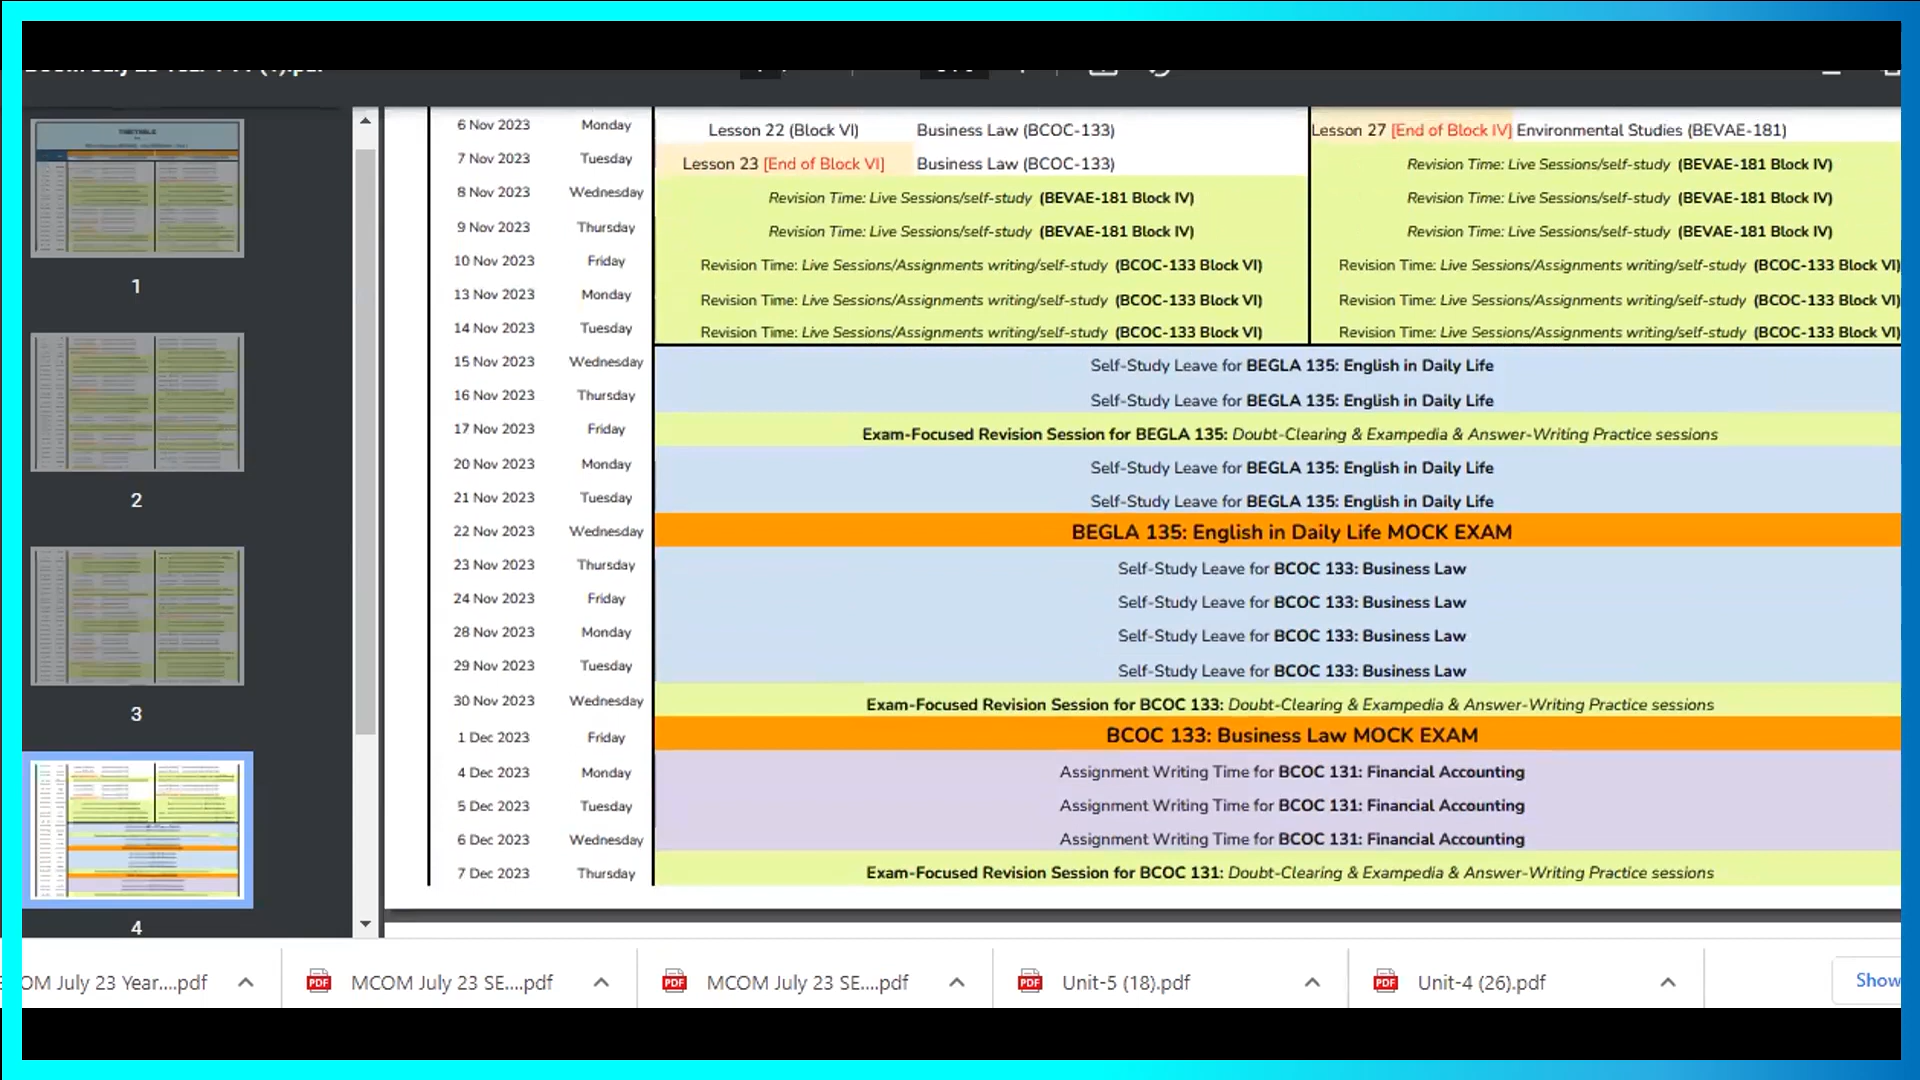 1
2
3
4
6 Nov 2023 Monday Lesson 22 (Block VI) Business Law (BCOC-133) Lesson 27 [End of Block IV] Environmental Studies (BEVAE-181)
7 Nov 2023 Tuesday Lesson 23 [End of Block VI] Business Law (BCOC-133) Revision Time: Live Sessions/self-study (BEVAE-181 Block IV)
8 Nov 2023 Wednesday Revision Time: Live Sessions/self-study (BEVAE-181 Block IV) Revision Time: Live Sessions/self-study (BEVAE-181 Block IV)
9 Nov 2023 Thursday Revision Time: Live Sessions/self-study (BEVAE-181 Block IV) Revision Time: Live Sessions/self-study (BEVAE-181 Block IV)
10 Nov 2023 Friday Revision Time: Live Sessions/Assignments writing/self-study (BCOC-133 Block VI) Revision Time: Live Sessions/Assignments writing/self-study (BCOC-133 Block VI)
13 Nov 2023 Monday Revision Time: Live Sessions/Assignments writing/self-study (BCOC-133 Block VI) Revision Time: Live Sessions/Assignments writing/self-study (BCOC-133 Block VI)
14 Nov 2023 Tuesday Revision Time: Live Sessions/Assignments writing/self-study (BCOC-133 Block VI) Revision Time: Live Sessions/Assignments writing/self-study (BCOC-133 Block VI)
15 Nov 2023 Wednesday Self-Study Leave for BEGLA 135: English in Daily Life
16 Nov 2023 Thursday Self-Study Leave for BEGLA 135: English in Daily Life
17 Nov 2023 Friday Exam-Focused Revision Session for BEGLA 135: Doubt-Clearing & Exampedia & Answer-Writing Practice sessions
20 Nov 2023 Monday Self-Study Leave for BEGLA 135: English in Daily Life
21 Nov 2023 Tuesday Self-Study Leave for BEGLA 135: English in Daily Life
22 Nov 2023 Wednesday BEGLA 135: English in Daily Life MOCK EXAM
23 Nov 2023 Thursday Self-Study Leave for BCOC 133: Business Law
24 Nov 2023 Friday Self-Study Leave for BCOC 133: Business Law
28 Nov 2023 Monday Self-Study Leave for BCOC 133: Business Law
29 Nov 2023 Tuesday Self-Study Leave for BCOC 133: Business Law
30 Nov 2023 Wednesday Exam-Focused Revision Session for BCOC 133: Doubt-Clearing & Exampedia & Answer-Writing Practice sessions
1 Dec 2023 Friday BCOC 133: Business Law MOCK EXAM
4 Dec 2023 Monday Assignment Writing Time for BCOC 131: Financial Accounting
5 Dec 2023 Tuesday Assignment Writing Time for BCOC 131: Financial Accounting
6 Dec 2023 Wednesday Assignment Writing Time for BCOC 131: Financial Accounting
7 Dec 2023 Thursday Exam-Focused Revision Session for BCOC 131: Doubt-Clearing & Exampedia & Answer-Writing Practice sessions
OM July 23 Year....pdf PDF MCOM July 23 SE....pdf PDF MCOM July 23 SE....pdf PDF Unit-5 (18).pdf PDF Unit-4 (26).pdf Show